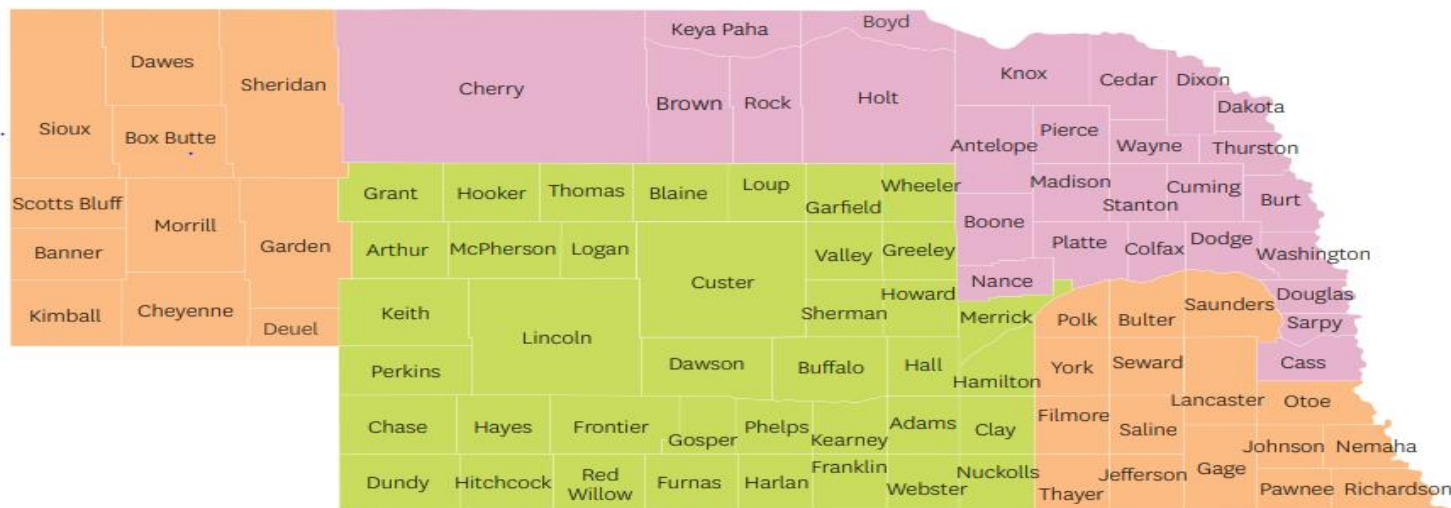 Boyd
Keya Paha
Dawes
Sheridan
Cherry
Brown
Rock
Holt
Knox
Cedar
Dixon
Dakota
Sioux
Box Butte
Antelope
Pierce
Wayne
Thurston
Scotts Bluff
Morrill
Grant
Hooker
Thomas
Blaine
Loup
Garfield
Wheeler
Madison
Stanton
Cuming
Burt
Boone
Banner
Garden
Arthur
McPherson
Logan
Custer
Valley
Greeley
Platte
Colfax
Dodge
Washington
Nance
Kimball
Cheyenne
Deuel
Keith
Lincoln
Sherman
Howard
Merrick
Polk
Bulter
Saunders
Douglas
Sarpy
Perkins
Dawson
Buffalo
Hall
Hamilton
York
Seward
Cass
Chase
Hayes
Frontier
Gosper
Phelps
Kearney
Adams
Clay
Filmore
Saline
Lancaster
Otoe
Johnson
Nemaha
Dundy
Hitchcock
Red
Willow
Furnas
Harlan
Franklin
Webster
Nuckolls
Thayer
Jefferson
Gage
Pawnee
Richardson